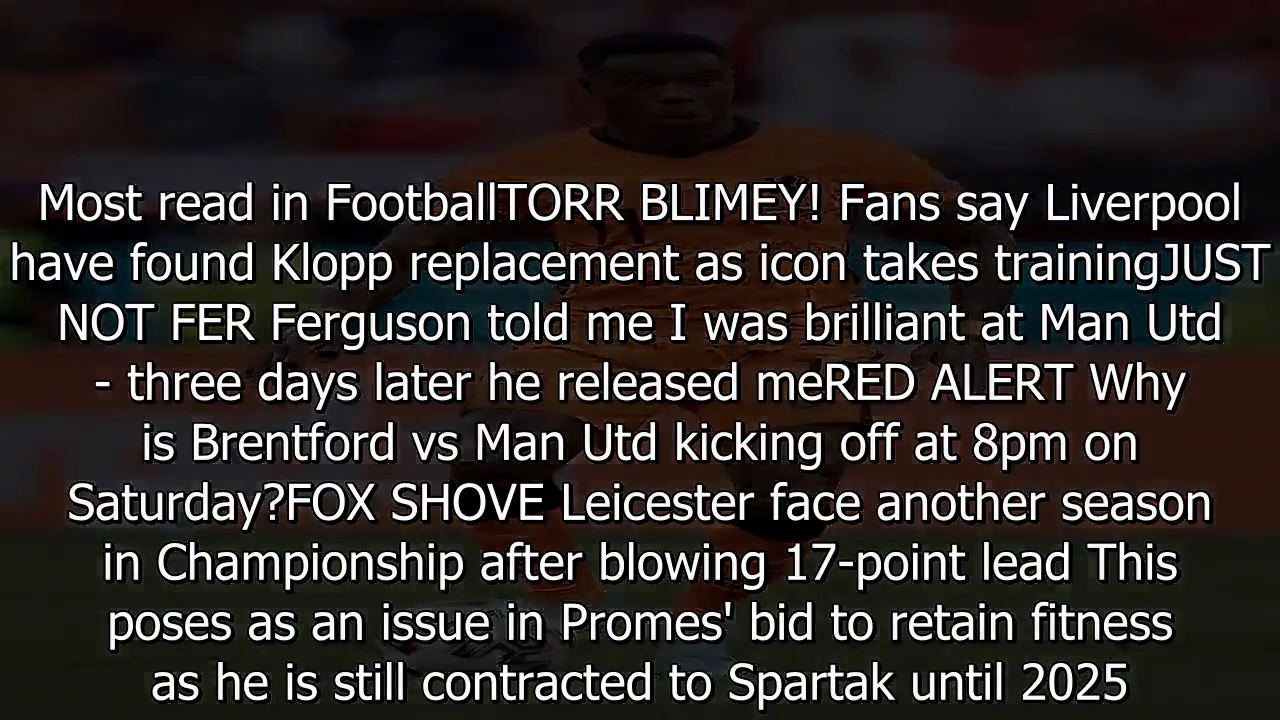 Most read in FootballTORR BLIMEY! Fans say Liverpool
have found Klopp replacement as icon takes trainingJUST
NOT FER Ferguson told me I was brilliant at Man Utd
- three days later he released meRED ALERT Why
is Brentford vs Man Utd kicking off at 8pm on
Saturday?FOX SHOVE Leicester face another season
in Championship after blowing 17-point lead This
poses as an issue in Promes' bid to retain fitness
as he is still contracted to Spartak until 2025